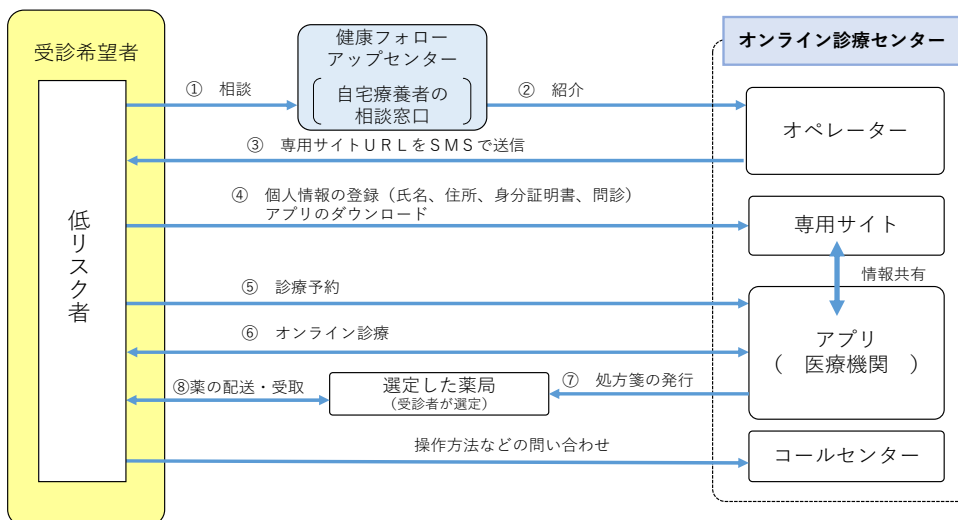 受診希望者
低リスク者
健康フォロー
アップセンター
自宅療養者の
相談窓口
オンライン診療センター
① 相談
② 紹介
オペレーター
③ 専用サイトURLをSMSで送信
④ 個人情報の登録（氏名、住所、身分証明書、問診）
アプリのダウンロード
専用サイト
情報共有
⑤ 診療予約
⑥ オンライン診療
アプリ
（ 医療機関 ）
⑦ 処方箋の発行
⑧薬の配送・受取
選定した薬局
（受診者が選定）
操作方法などの問い合わせ
コールセンター